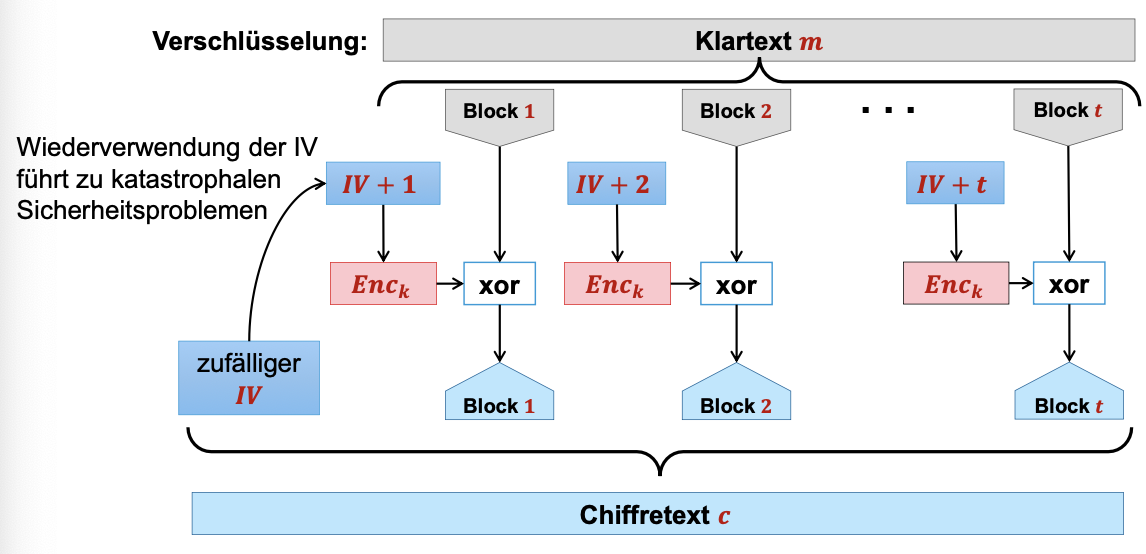 Verschlüsselung:
Klartext m
Block 1
Block 2
. . .
Block t
Wiederverwendung der IV
führt zu katastrophalen
Sicherheitsproblemen
IV + 1
IV + 2
IV + t
Enc_k
xor
Enc_k
xor
Enc_k
xor
zufälliger
IV
Block 1
Block 2
Block t
Chiffretext c